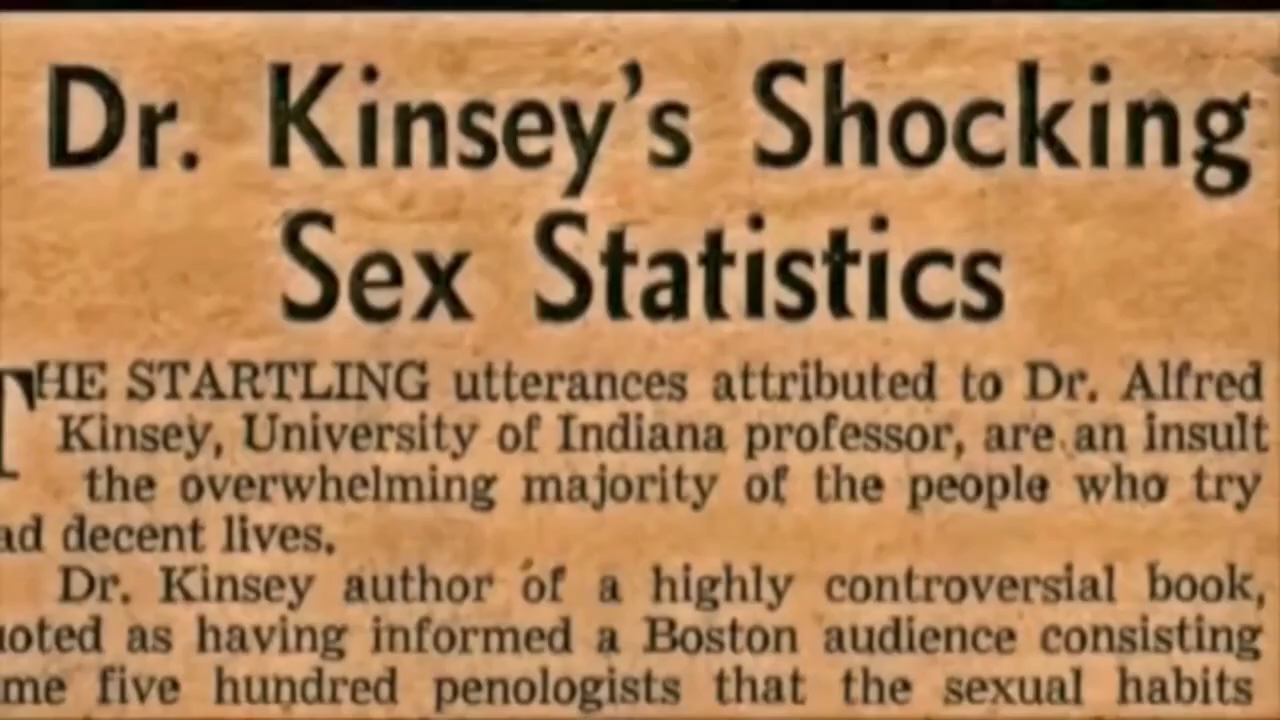 Dr. Kinsey's Shocking
Sex Statistics
THE STARTLING utterances attributed to Dr. Alfred
Kinsey, University of Indiana professor, are an insult
the overwhelming majority of the people who try
ad decent lives.
Dr. Kinsey author of a highly controversial book,
uoted as having informed a Boston audience consisting
me five hundred penologists that the sexual habits